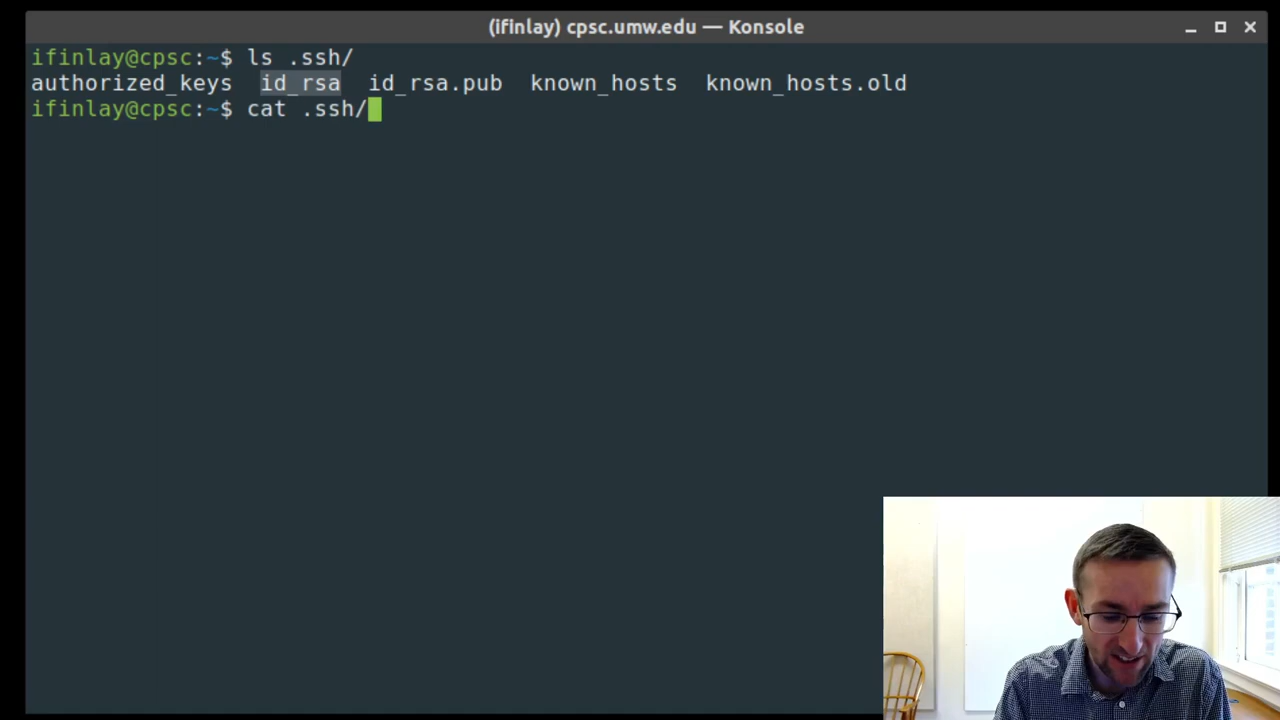 (ifinlay) cpsc.umw.edu — Konsole
ifinlay@cpsc:~$ ls .ssh/
authorized_keys  id_rsa  id_rsa.pub  known_hosts  known_hosts.old
ifinlay@cpsc:~$ cat .ssh/